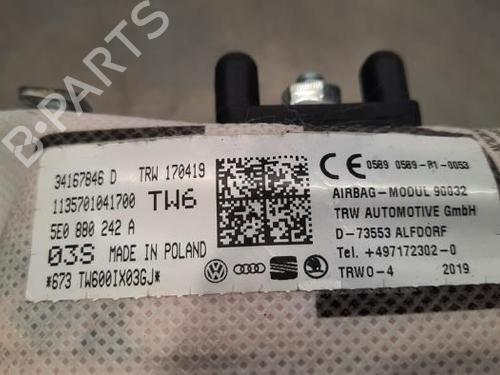 B-PARTS
34167846 D TRW 170419
1135701041700 TW6
5E0 880 242 A
03S MADE IN POLAND
*673 TW600IX03GJ*
CE 0589 0589-P1-0053
AIRBAG-MODUL 90032
TRW AUTOMOTIVE GmbH
D-73553 ALFDORF
Tel. +497172302-0
TRWO-4 2019